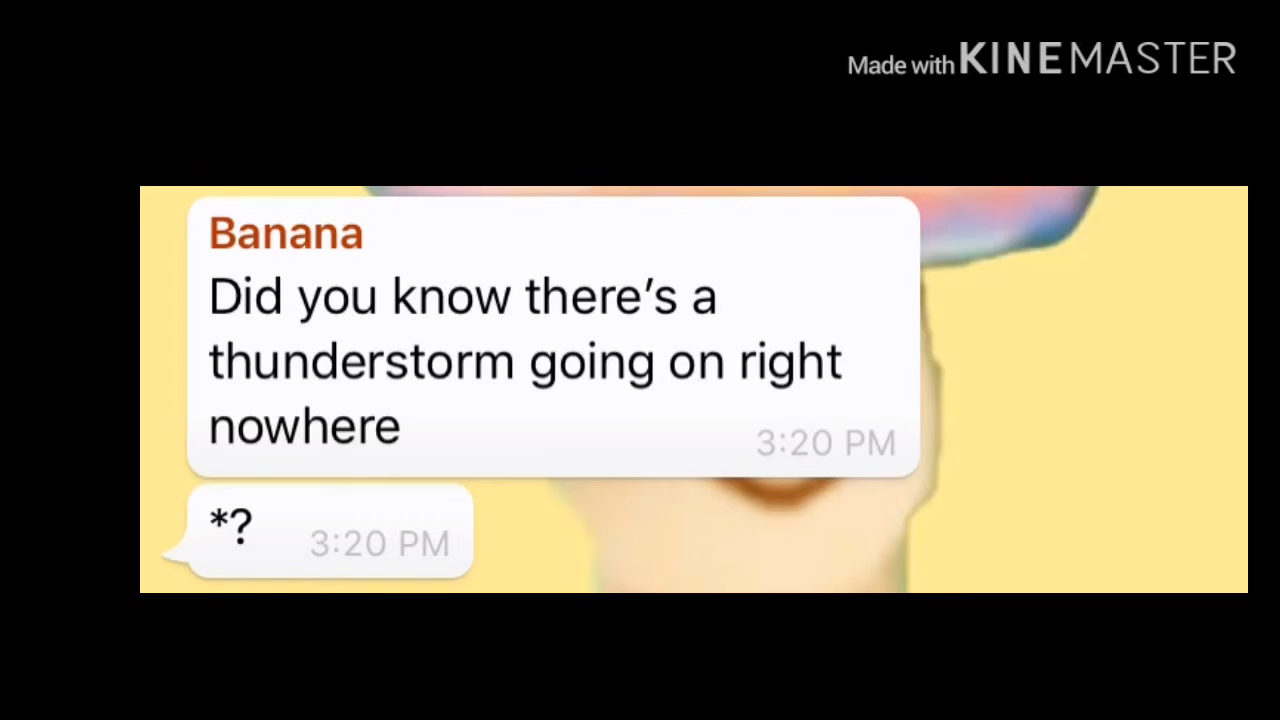 Made with KINEMASTER
Banana
Did you know there’s a
thunderstorm going on right
nowhere
3:20 PM
*?
3:20 PM